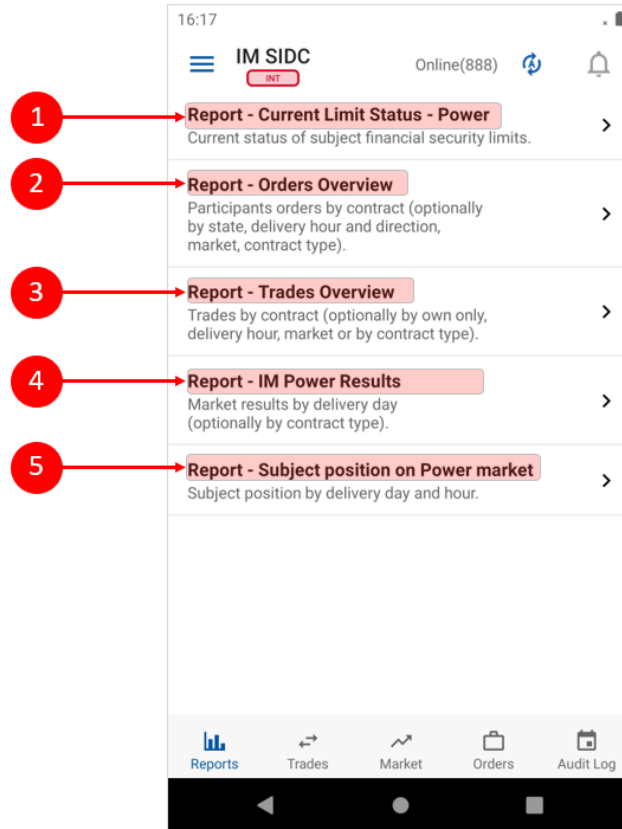 16:17
IM SIDC
INT
Online(888)
1
Report - Current Limit Status - Power
Current status of subject financial security limits.
2
Report - Orders Overview
Participants orders by contract (optionally
by state, delivery hour and direction,
market, contract type).
3
Report - Trades Overview
Trades by contract (optionally by own only,
delivery hour, market or by contract type).
4
Report - IM Power Results
Market results by delivery day
(optionally by contract type).
5
Report - Subject position on Power market
Subject position by delivery day and hour.
Reports
Trades
Market
Orders
Audit Log